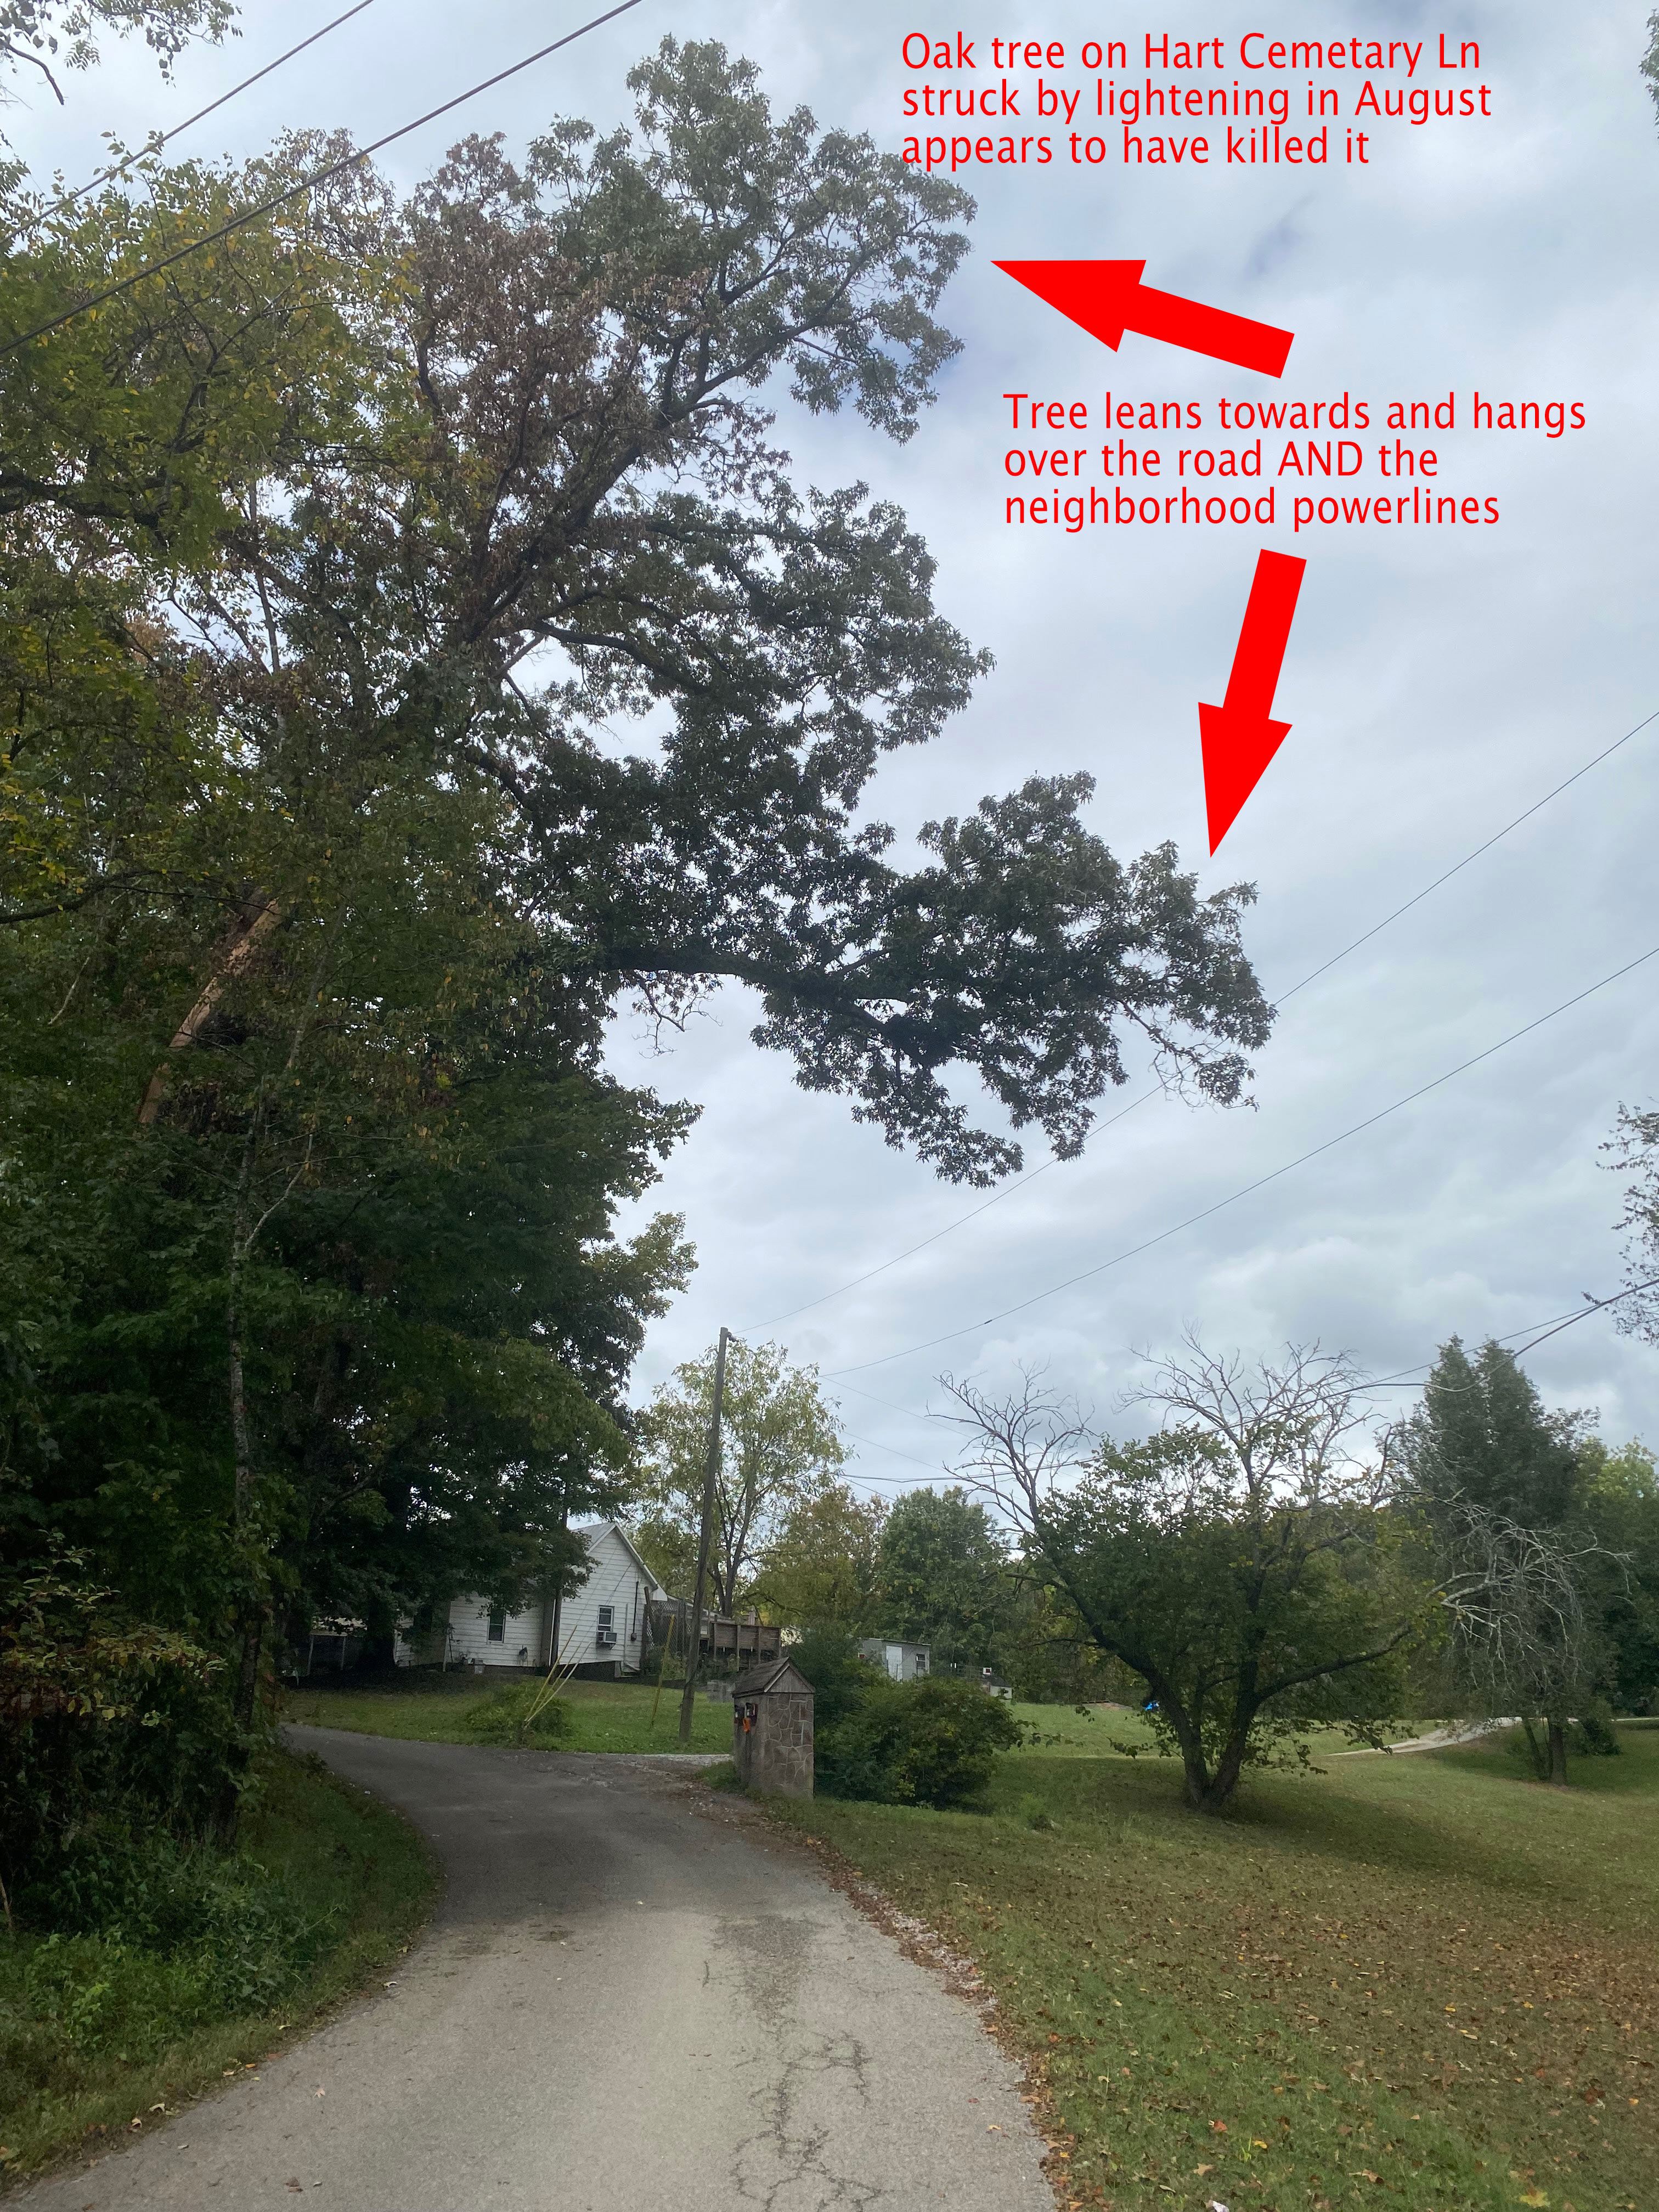 Oak tree on Hart Cemetary Ln
struck by lightening in August
appears to have killed it
Tree leans towards and hangs
over the road AND the
neighborhood powerlines